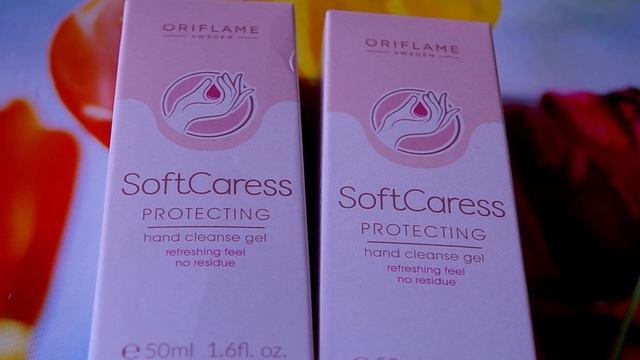 ORIFLAME
SWEDEN
SoftCaress
PROTECTING
hand cleanse gel
refreshing feel
no residue
℮50ml 1.6fl. oz.
ORIFLAME
SWEDEN
SoftCaress
PROTECTING
hand cleanse gel
refreshing feel
no residue